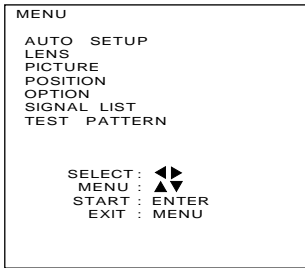 MENU
AUTO SETUP
LENS
PICTURE
POSITION
OPTION
SIGNAL LIST
TEST PATTERN
SELECT : ◀▶
MENU : ▲▼
START : ENTER
EXIT : MENU